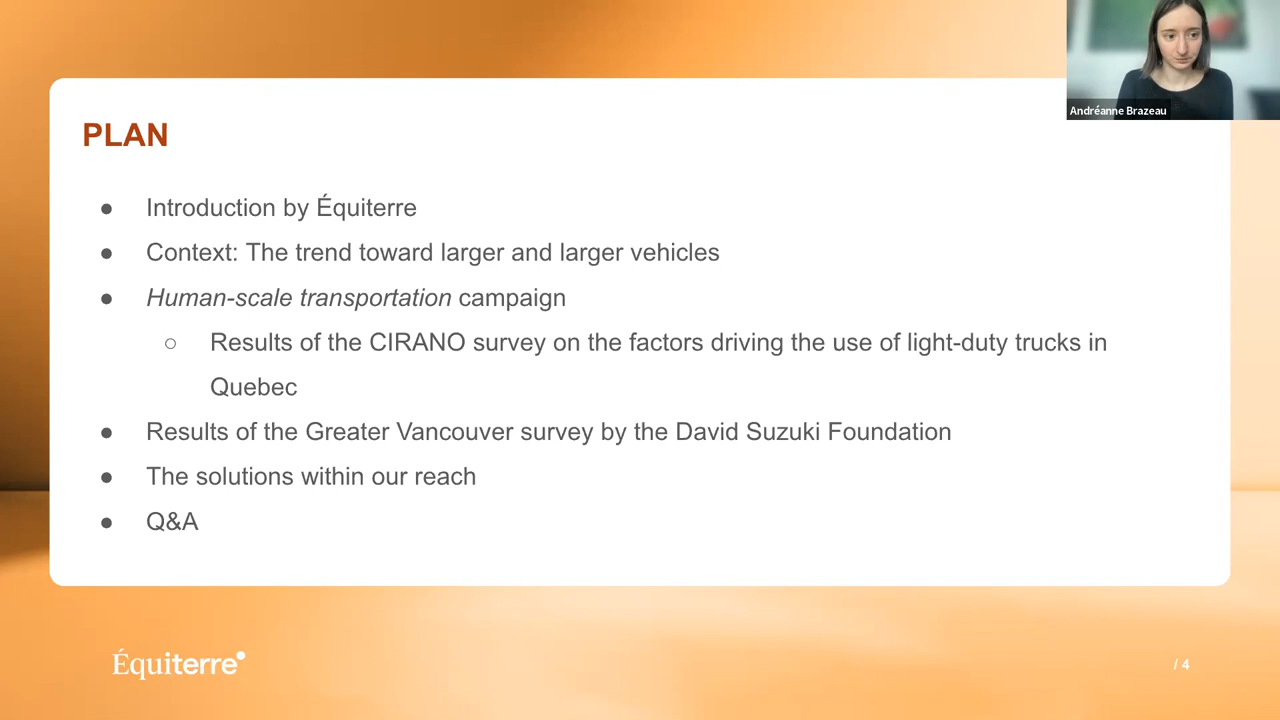 Andréanne Brazeau
PLAN
● Introduction by Équiterre
● Context: The trend toward larger and larger vehicles
● Human-scale transportation campaign
○ Results of the CIRANO survey on the factors driving the use of light-duty trucks in
Quebec
● Results of the Greater Vancouver survey by the David Suzuki Foundation
● The solutions within our reach
● Q&A
Équiterre
/ 4